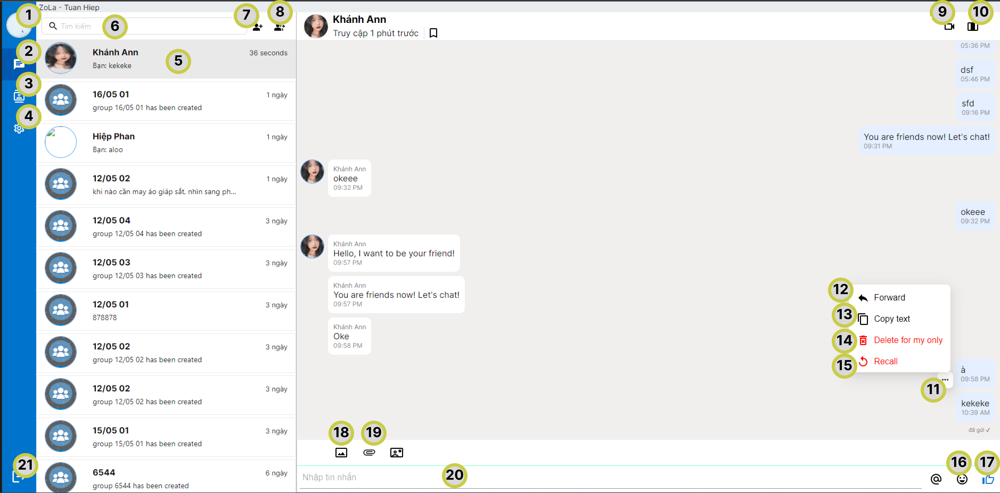 ZoLa - Tuan Hiep
1
2
3
4
21
Tìm kiếm
6
7
8
Khánh Ann
36 seconds
Bạn: kekeke
5
16/05 01
1 ngày
group 16/05 01 has been created
Hiệp Phan
1 ngày
Bạn: aloo
12/05 02
1 ngày
khi nào cần may áo giáp sắt, nhìn sang ph...
12/05 04
3 ngày
group 12/05 04 has been created
12/05 03
3 ngày
group 12/05 03 has been created
12/05 01
3 ngày
878878
12/05 02
3 ngày
group 12/05 02 has been created
12/05 02
3 ngày
group 12/05 02 has been created
15/05 01
3 ngày
group 15/05 01 has been created
6544
6 ngày
group 6544 has been created
Khánh Ann
Truy cập 1 phút trước
9
10
05:36 PM
dsf
05:46 PM
sfd
09:16 PM
You are friends now! Let's chat!
09:31 PM
Khánh Ann
okeee
09:32 PM
okeee
09:32 PM
Khánh Ann
Hello, I want to be your friend!
09:57 PM
Khánh Ann
You are friends now! Let's chat!
09:57 PM
Khánh Ann
Oke
09:58 PM
12
Forward
13
Copy text
14
Delete for my only
15
Recall
11
à
09:58 PM
kekeke
10:39 AM
đã gửi ✓
18
19
Nhập tin nhắn
20
@
16
17